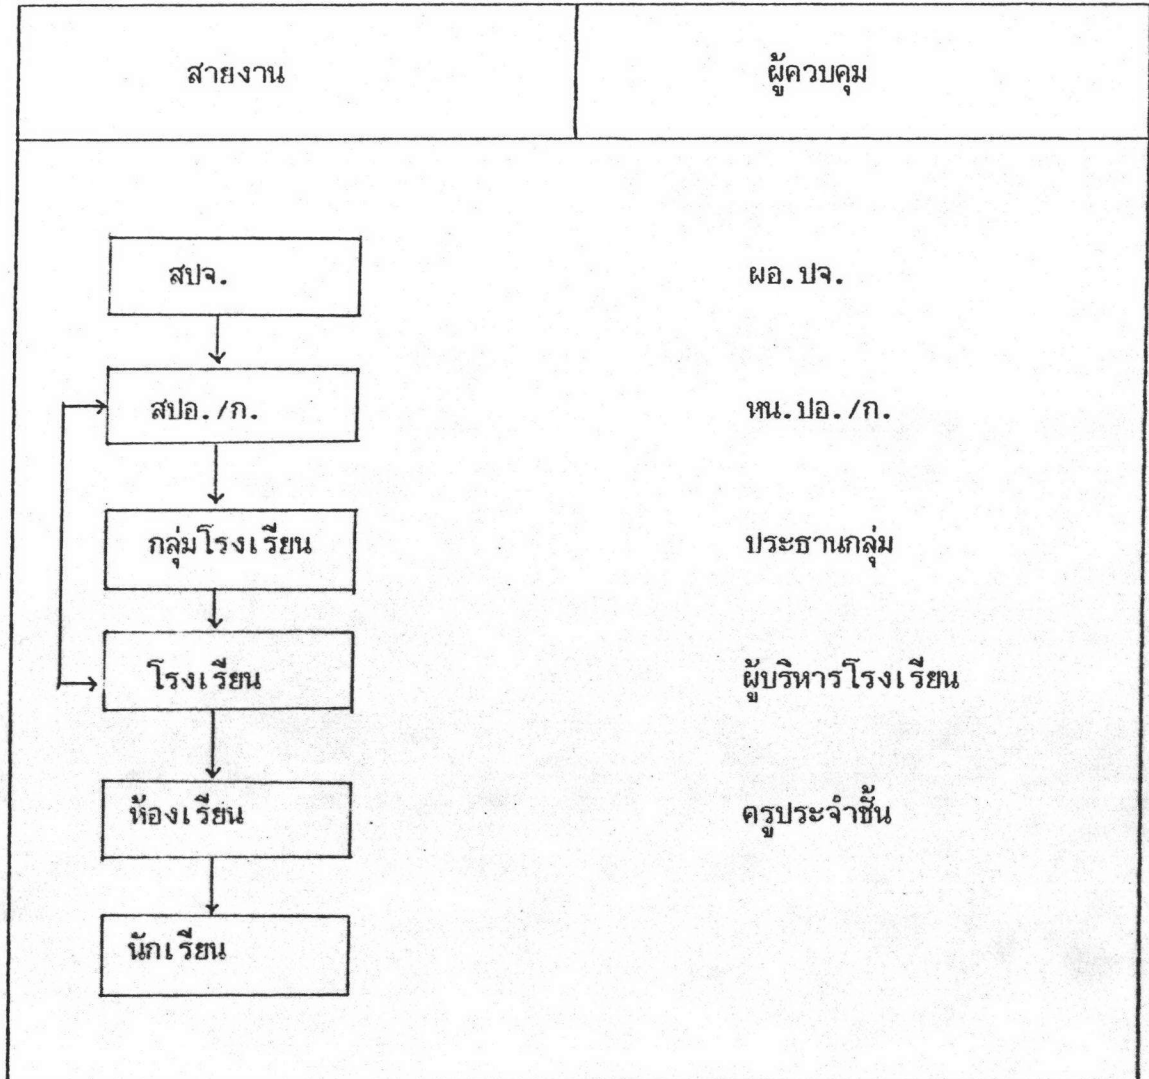 สายงาน ผู้ควบคุม
สปจ. ผอ.ปจ.
สปอ./ก. หน.ปอ./ก.
กลุ่มโรงเรียน ประธานกลุ่ม
โรงเรียน ผู้บริหารโรงเรียน
ห้องเรียน ครูประจำชั้น
นักเรียน